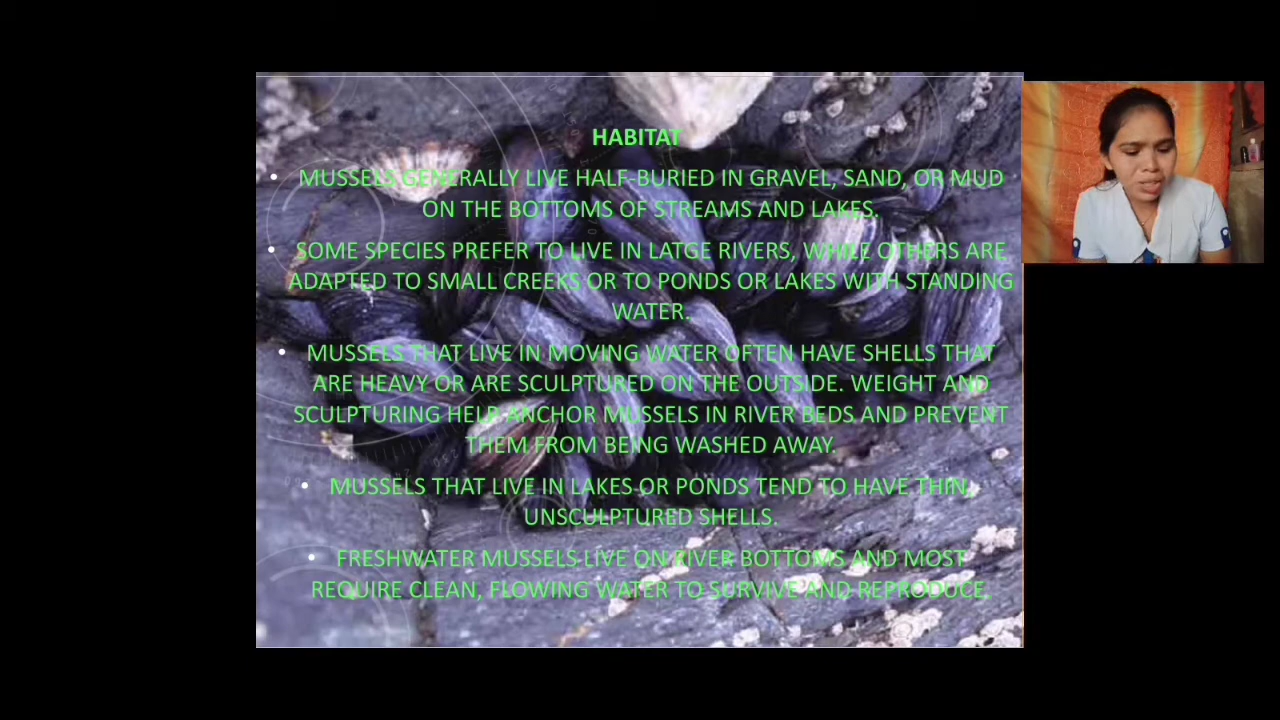 HABITAT
• MUSSELS GENERALLY LIVE HALF-BURIED IN GRAVEL, SAND, OR MUD
ON THE BOTTOMS OF STREAMS AND LAKES.
• SOME SPECIES PREFER TO LIVE IN LATGE RIVERS, WHILE OTHERS ARE
ADAPTED TO SMALL CREEKS OR TO PONDS OR LAKES WITH STANDING
WATER.
• MUSSELS THAT LIVE IN MOVING WATER OFTEN HAVE SHELLS THAT
ARE HEAVY OR ARE SCULPTURED ON THE OUTSIDE. WEIGHT AND
SCULPTURING HELP ANCHOR MUSSELS IN RIVER BEDS AND PREVENT
THEM FROM BEING WASHED AWAY.
• MUSSELS THAT LIVE IN LAKES OR PONDS TEND TO HAVE THIN,
UNSCULPTURED SHELLS.
• FRESHWATER MUSSELS LIVE ON RIVER BOTTOMS AND MOST
REQUIRE CLEAN, FLOWING WATER TO SURVIVE AND REPRODUCE.